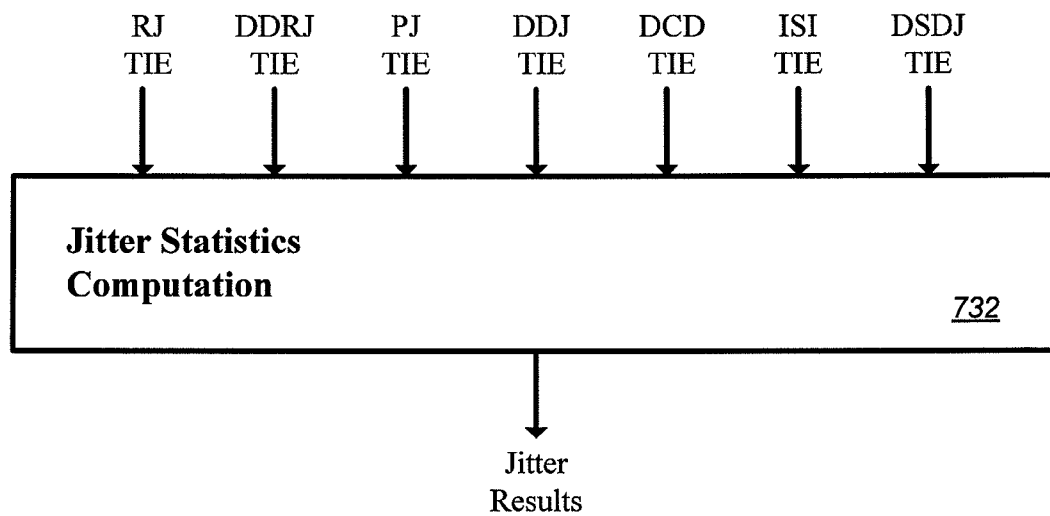 RJ DDRJ PJ DDJ DCD ISI DSDJ
TIE TIE TIE TIE TIE TIE TIE
Jitter Statistics
Computation
732
Jitter
Results